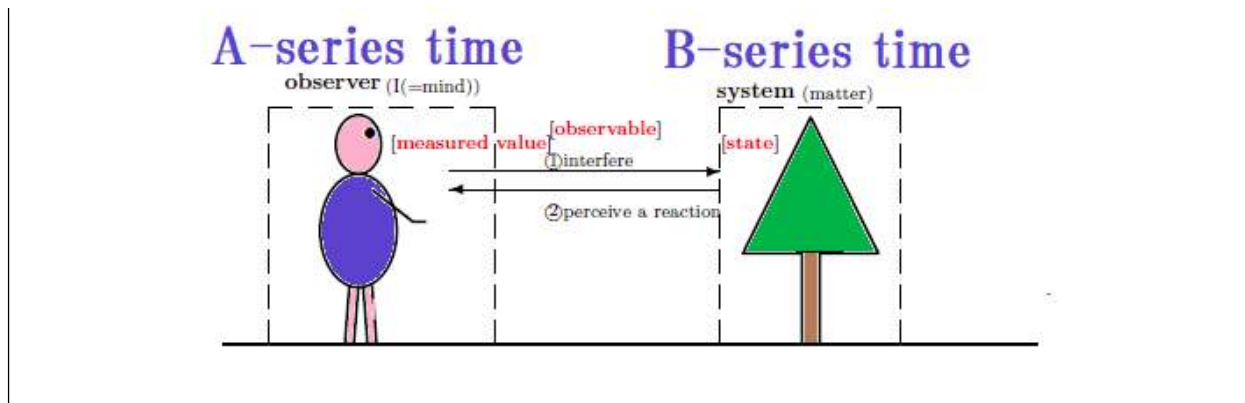 A-series time
B-series time
observer (I(=mind))
system (matter)
[measured value]
[observable]
[state]
①interfere
②perceive a reaction